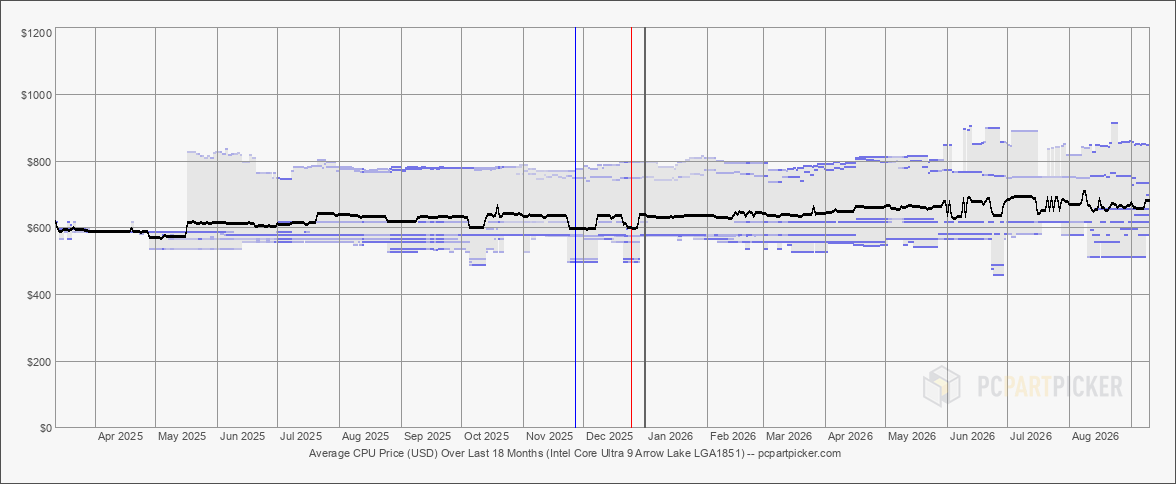 $1200
$1000
$800
$600
$400
$200
$0
PCPARTPICKER
Apr 2025 May 2025 Jun 2025 Jul 2025 Aug 2025 Sep 2025 Oct 2025 Nov 2025 Dec 2025 Jan 2026 Feb 2026 Mar 2026 Apr 2026 May 2026 Jun 2026 Jul 2026 Aug 2026
Average CPU Price (USD) Over Last 18 Months (Intel Core Ultra 9 Arrow Lake LGA1851) -- pcpartpicker.com